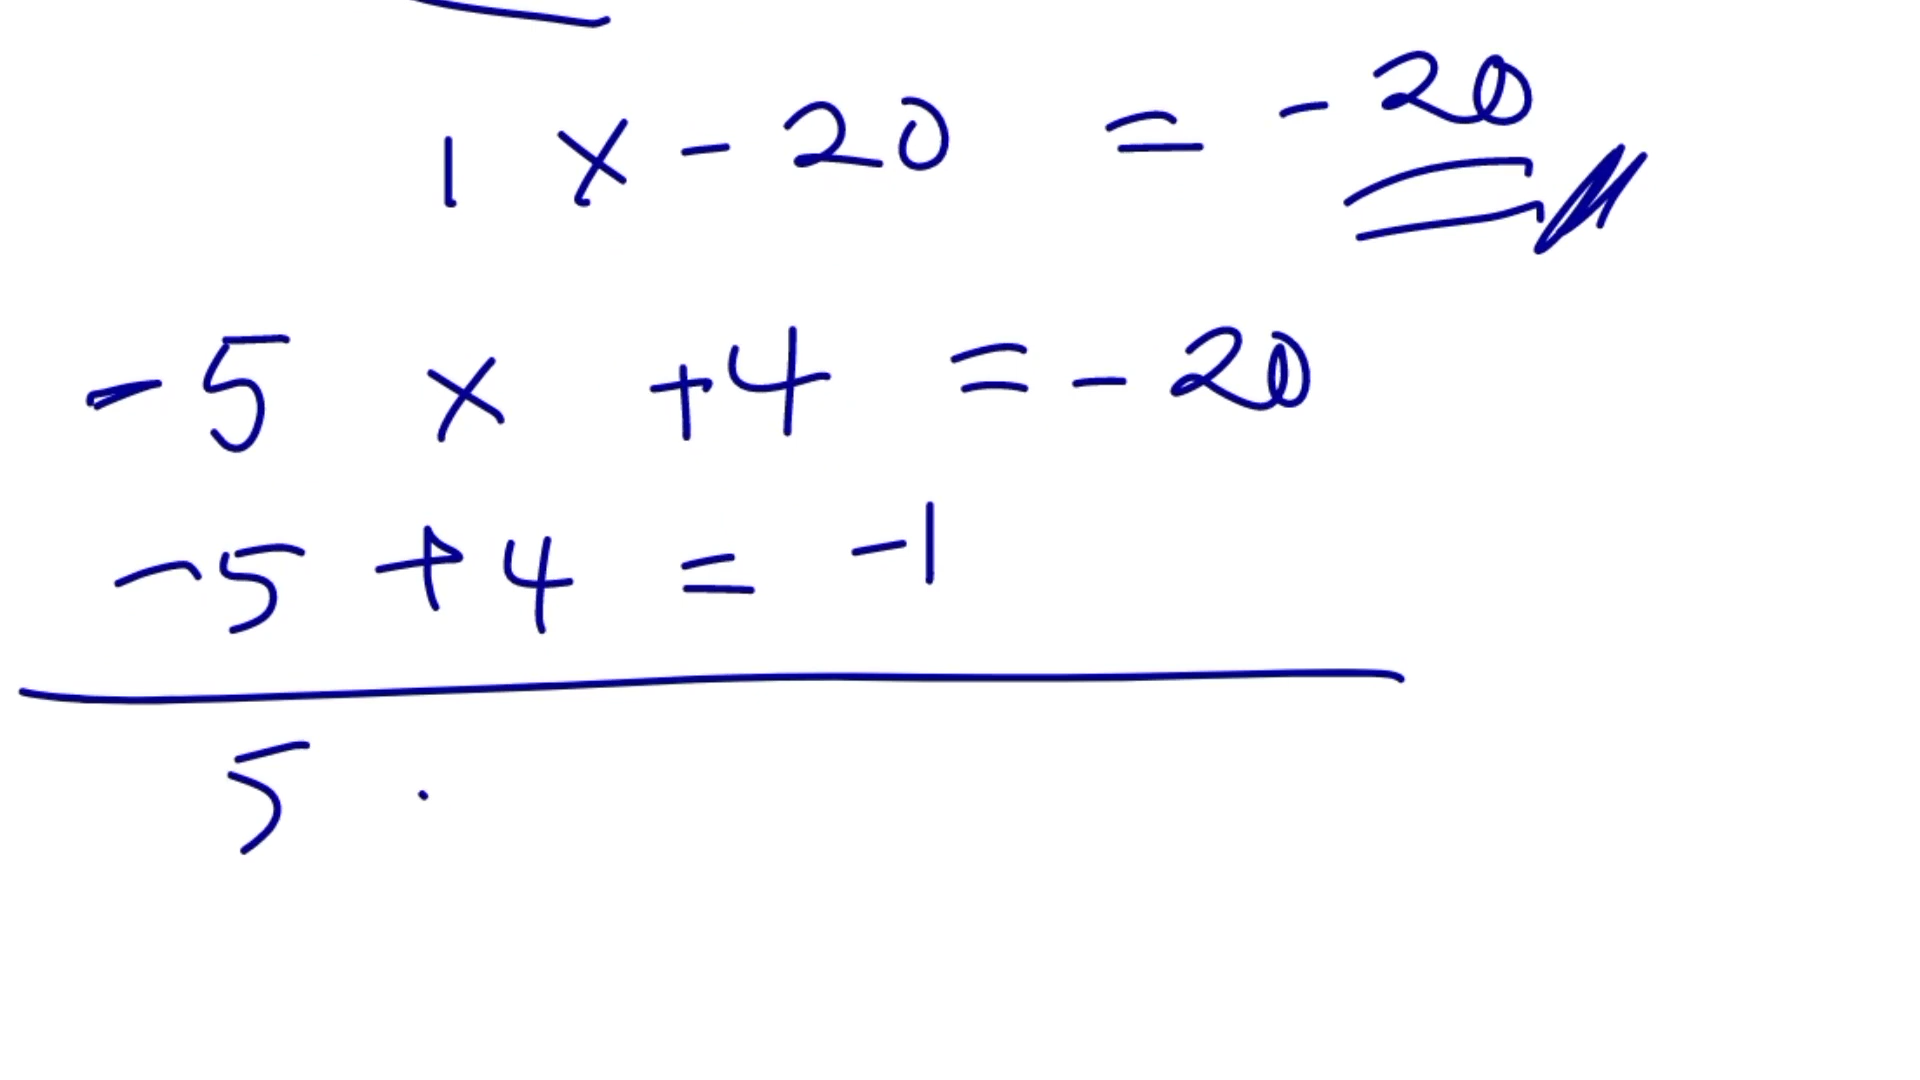 1 x - 20 = - 20
- 5 x + 4 = - 20
- 5 + 4 = - 1
5 .